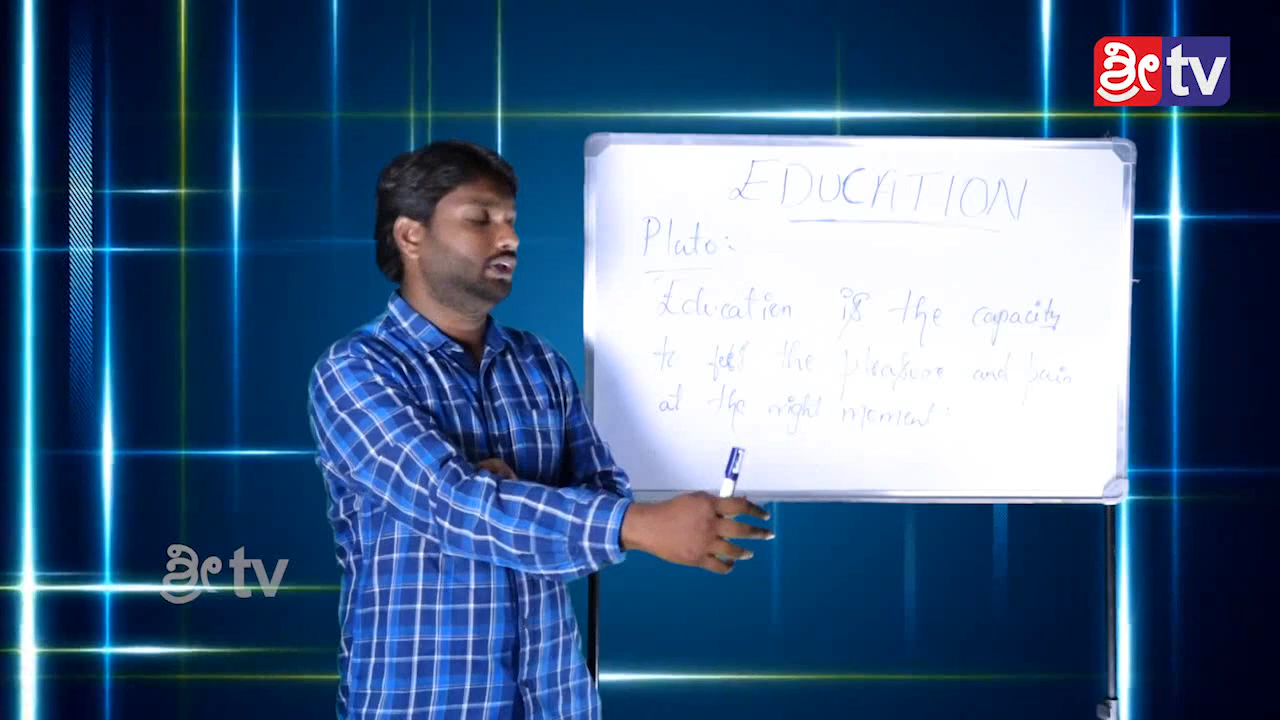 శ్రీ tv
EDUCATION
Plato:
Education is the capacity
to feel the pleasure and pain
at the right moment.
శ్రీ tv